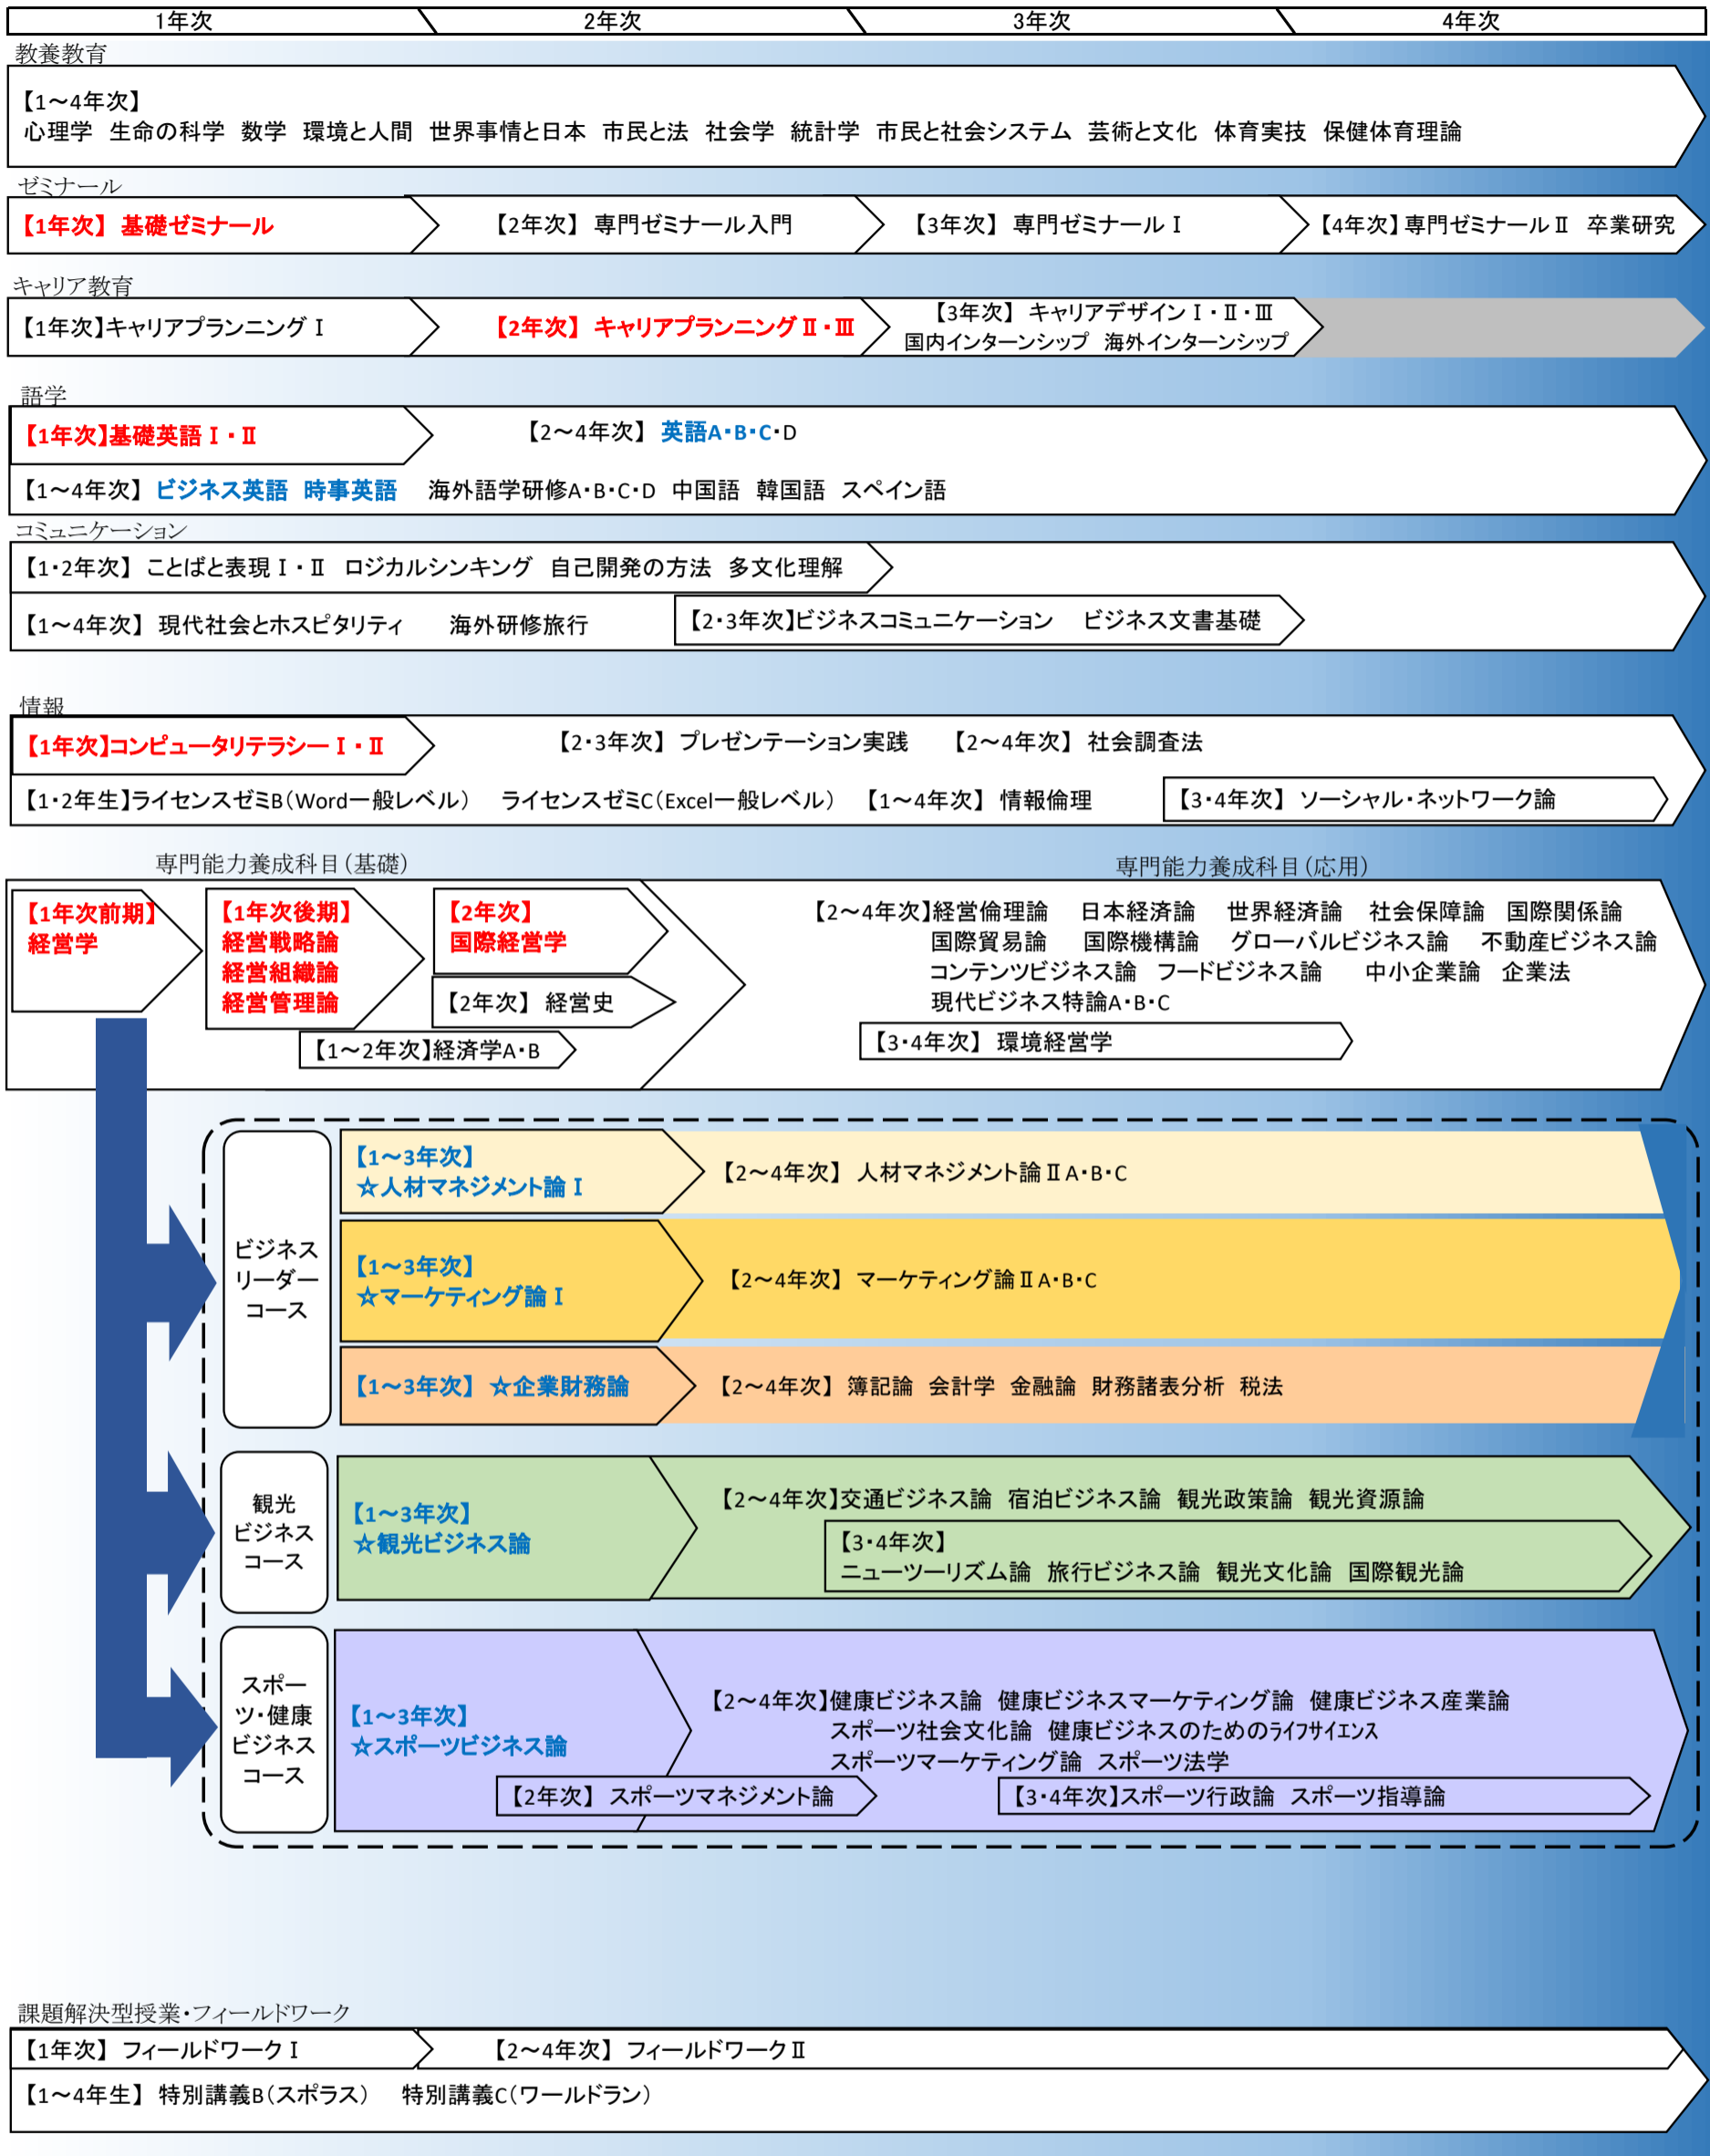 1年次 2年次 3年次 4年次
教養教育
【1～4年次】
心理学 生命の科学 数学 環境と人間 世界事情と日本 市民と法 社会学 統計学 市民と社会システム 芸術と文化 体育実技 保健体育理論
ゼミナール
【1年次】 基礎ゼミナール 【2年次】 専門ゼミナール入門 【3年次】 専門ゼミナールⅠ 【4年次】 専門ゼミナールⅡ 卒業研究
キャリア教育
【1年次】キャリアプランニングⅠ 【2年次】 キャリアプランニングⅡ・Ⅲ 【3年次】 キャリアデザインⅠ・Ⅱ・Ⅲ
国内インターンシップ 海外インターンシップ
語学
【1年次】基礎英語Ⅰ・Ⅱ 【2～4年次】 英語A・B・C・D
【1～4年次】 ビジネス英語 時事英語 海外語学研修A・B・C・D 中国語 韓国語 スペイン語
コミュニケーション
【1・2年次】 ことばと表現Ⅰ・Ⅱ ロジカルシンキング 自己開発の方法 多文化理解
【1～4年次】 現代社会とホスピタリティ 海外研修旅行 【2・3年次】ビジネスコミュニケーション ビジネス文書基礎
情報
【1年次】コンピュータリテラシーⅠ・Ⅱ 【2・3年次】 プレゼンテーション実践 【2～4年次】 社会調査法
【1・2年生】ライセンスゼミB（Word一般レベル） ライセンスゼミC（Excel一般レベル） 【1～4年次】 情報倫理 【3・4年次】 ソーシャル・ネットワーク論
専門能力養成科目（基礎） 専門能力養成科目（応用）
【1年次前期】
経営学
【1年次後期】
経営戦略論
経営組織論
経営管理論
【2年次】
国際経営学
【2年次】 経営史
【1～2年次】経済学A・B
【2～4年次】経営倫理論 日本経済論 世界経済論 社会保障論 国際関係論
国際貿易論 国際機構論 グローバルビジネス論 不動産ビジネス論
コンテンツビジネス論 フードビジネス論 中小企業論 企業法
現代ビジネス特論A・B・C
【3・4年次】 環境経営学
ビジネス
リーダー
コース
【1～3年次】
☆人材マネジメント論Ⅰ
【2～4年次】 人材マネジメント論ⅡA・B・C
【1～3年次】
☆マーケティング論Ⅰ
【2～4年次】 マーケティング論ⅡA・B・C
【1～3年次】 ☆企業財務論 【2～4年次】 簿記論 会計学 金融論 財務諸表分析 税法
観光
ビジネス
コース
【1～3年次】
☆観光ビジネス論
【2～4年次】交通ビジネス論 宿泊ビジネス論 観光政策論 観光資源論
【3・4年次】
ニューツーリズム論 旅行ビジネス論 観光文化論 国際観光論
スポー
ツ・健康
ビジネス
コース
【1～3年次】
☆スポーツビジネス論
【2～4年次】健康ビジネス論 健康ビジネスマーケティング論 健康ビジネス産業論
スポーツ社会文化論 健康ビジネスのためのライフサイエンス
スポーツマーケティング論 スポーツ法学
【2年次】 スポーツマネジメント論 【3・4年次】スポーツ行政論 スポーツ指導論
課題解決型授業・フィールドワーク
【1年次】 フィールドワークⅠ 【2～4年次】 フィールドワークⅡ
【1～4年生】 特別講義B（スポラス） 特別講義C（ワールドラン）